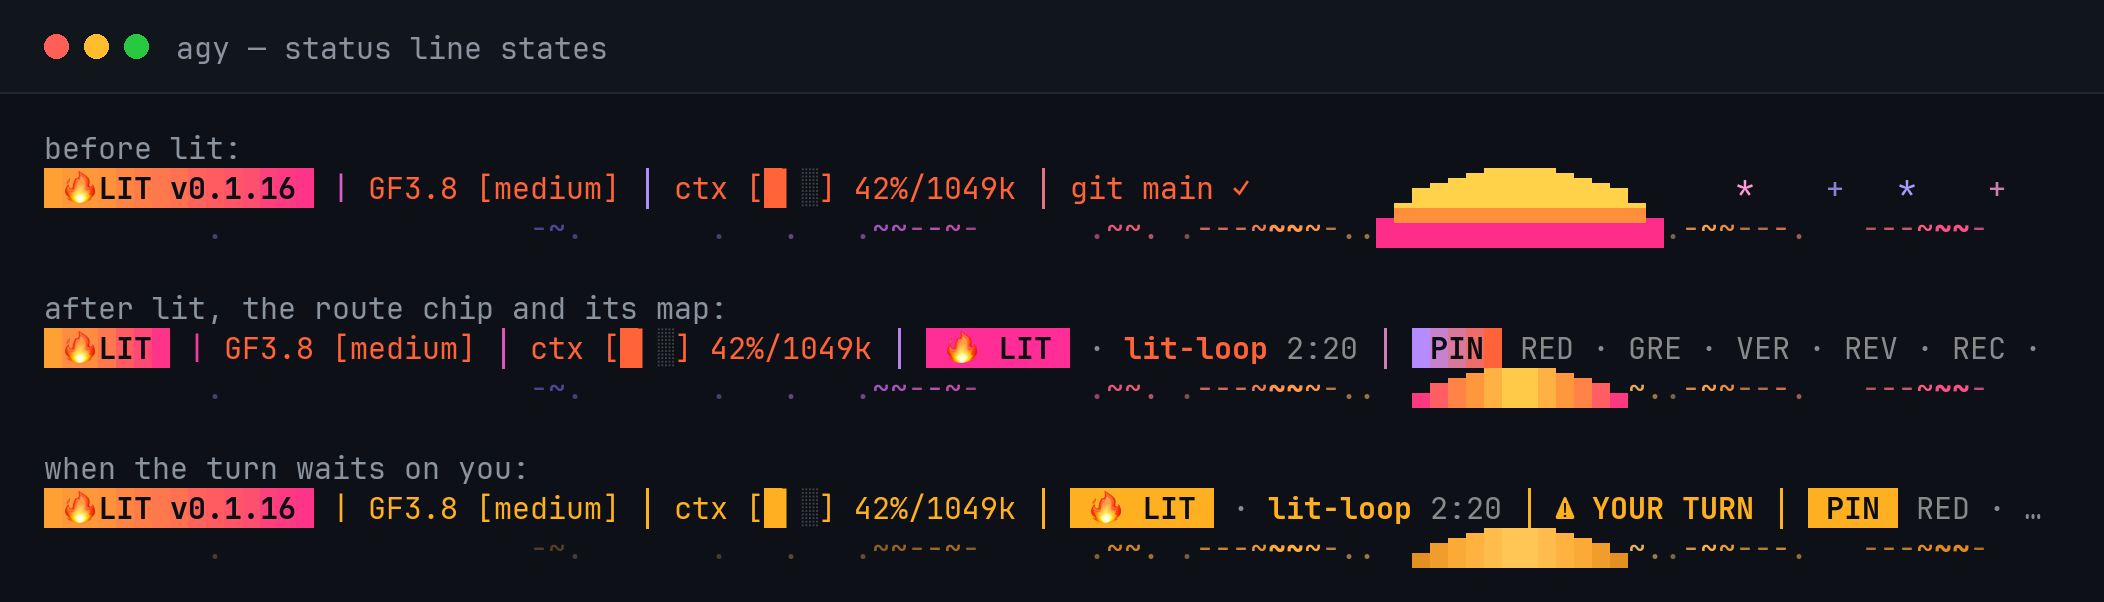 agy — status line states
before lit:
🔥LIT v0.1.16 | GF3.8 [medium] │ ctx [█ ░] 42%/1049k │ git main ✓ * + * +
. -~. . . .~~--~- .~~. .---~~~~-.. .-~~---. ---~~~-
after lit, the route chip and its map:
🔥LIT | GF3.8 [medium] │ ctx [█ ░] 42%/1049k │ 🔥 LIT · lit-loop 2:20 │ PIN RED · GRE · VER · REV · REC ·
. -~. . . .~~--~- .~~. .---~~~~-.. ~..-~~---. ---~~~-
when the turn waits on you:
🔥LIT v0.1.16 | GF3.8 [medium] │ ctx [█ ░] 42%/1049k │ 🔥 LIT · lit-loop 2:20 │ ⚠ YOUR TURN │ PIN RED · …
. -~. . . .~~--~- .~~. .---~~~~-.. ~..-~~---. ---~~~-